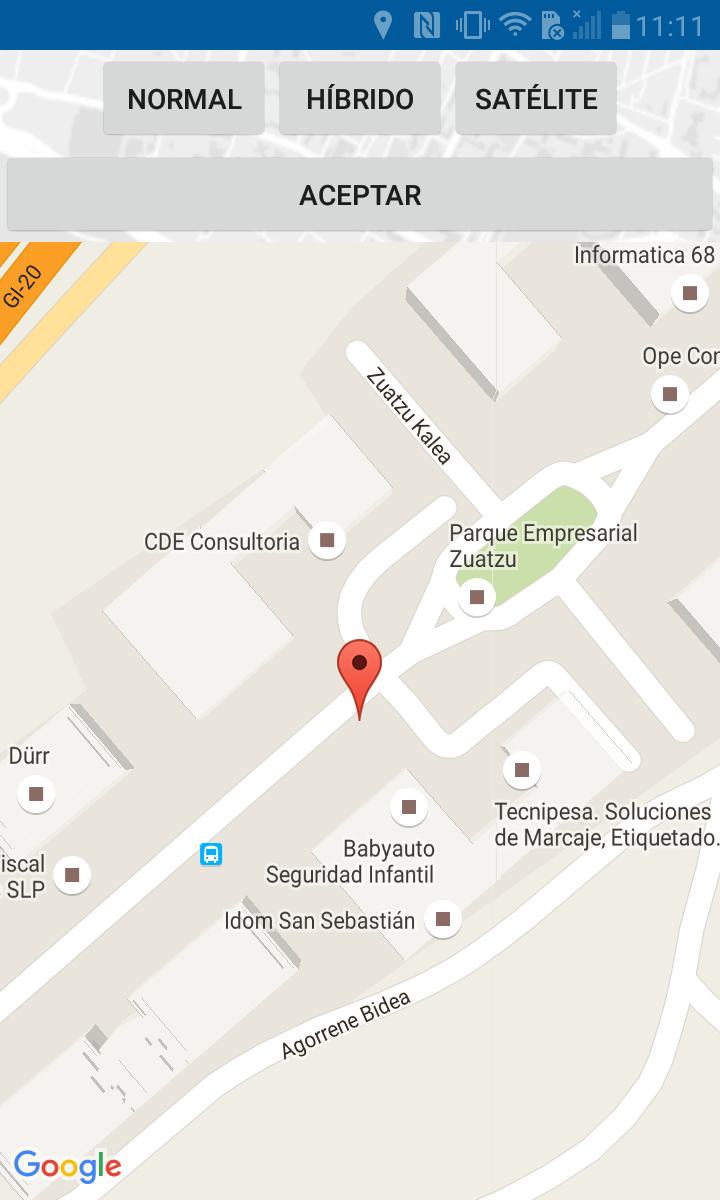 11:11
NORMAL
HÍBRIDO
SATÉLITE
ACEPTAR
GI-20
Informatica 68
Ope Con
Zuatzu Kalea
CDE Consultoria
Parque Empresarial
Zuatzu
Dürr
Tecnipesa. Soluciones
de Marcaje, Etiquetado.
Babyauto
Seguridad Infantil
iscal
SLP
Idom San Sebastián
Agorrene Bidea
Google